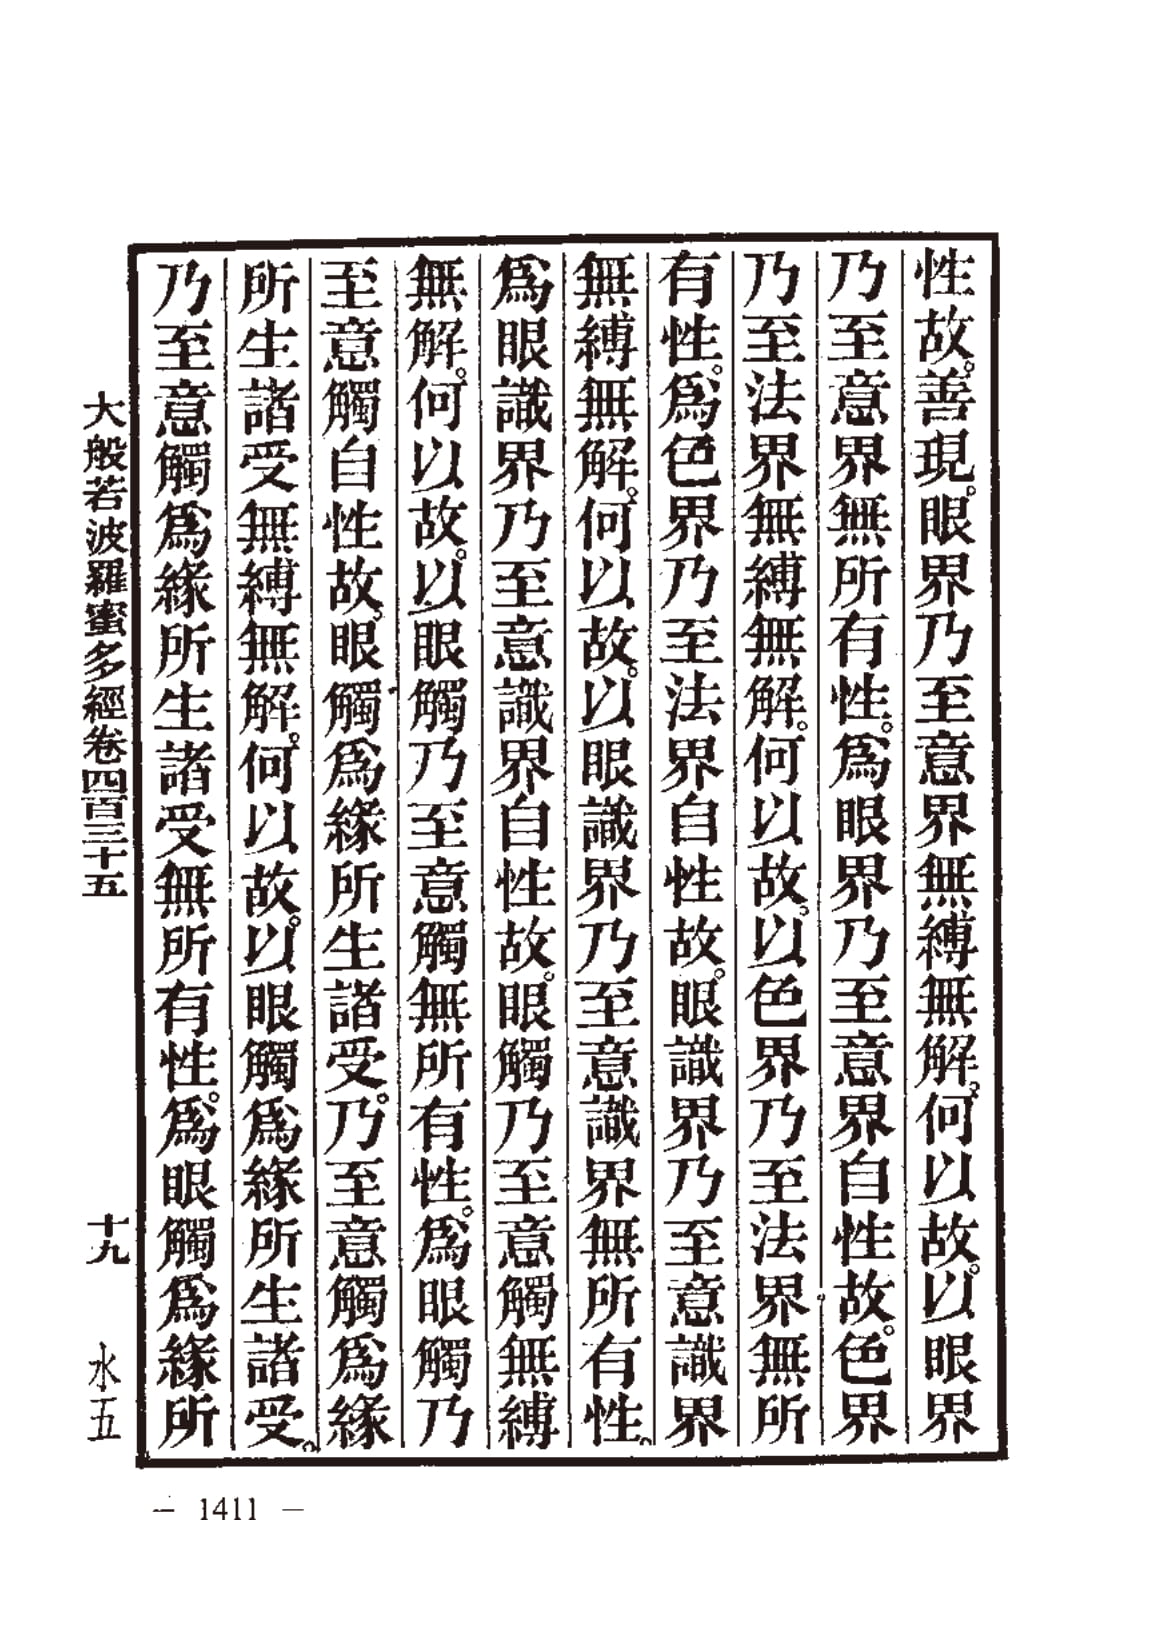 性故。善現。眼界乃至意界無縛無解。何以故。以眼界
乃至意界無所有性。爲眼界乃至意界自性故。色界
乃至法界無縛無解。何以故。以色界乃至法界無所
有性。爲色界乃至法界自性故。眼識界乃至意識界
無縛無解。何以故。以眼識界乃至意識界無所有性。
爲眼識界乃至意識界自性故。眼觸乃至意觸無縛
無解。何以故。以眼觸乃至意觸無所有性。爲眼觸乃
至意觸自性故。眼觸爲緣所生諸受。乃至意觸爲緣
所生諸受無縛無解。何以故。以眼觸爲緣所生諸受。
乃至意觸爲緣所生諸受無所有性。爲眼觸爲緣所
大般若波羅蜜多經卷四百三十五 十九 水五
— 1411 —